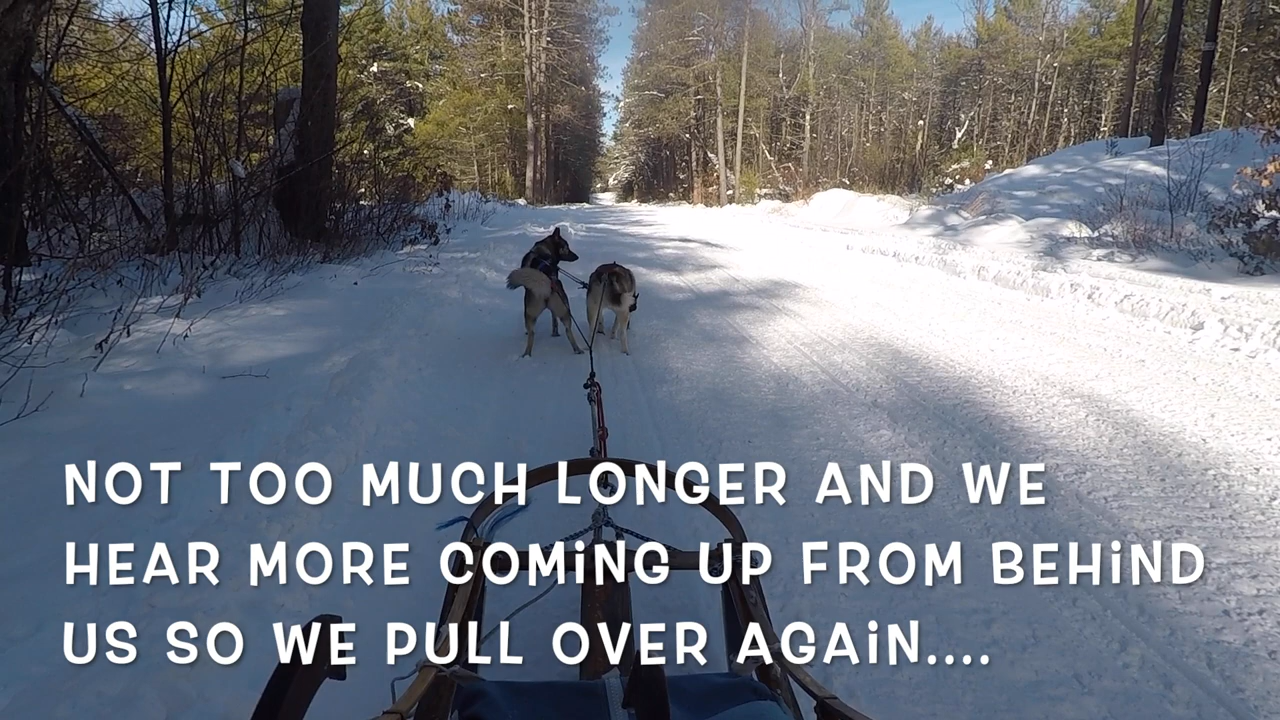 NOT TOO MUCH LONGER AND WE
HEAR MORE COMiNG UP FROM BEHiND
US SO WE PULL OVER AGAiN....